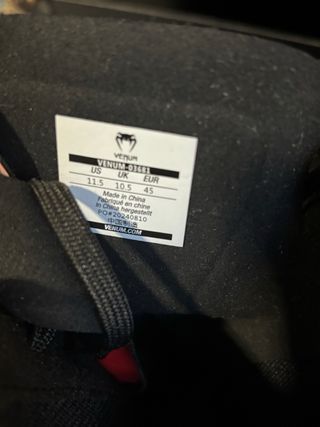 VENUM
VENUM-03681
US UK EUR
11.5 10.5 45
Made in China
Fabriqué en chine
In China hergestellt
PO#20240810
VENUM.COM